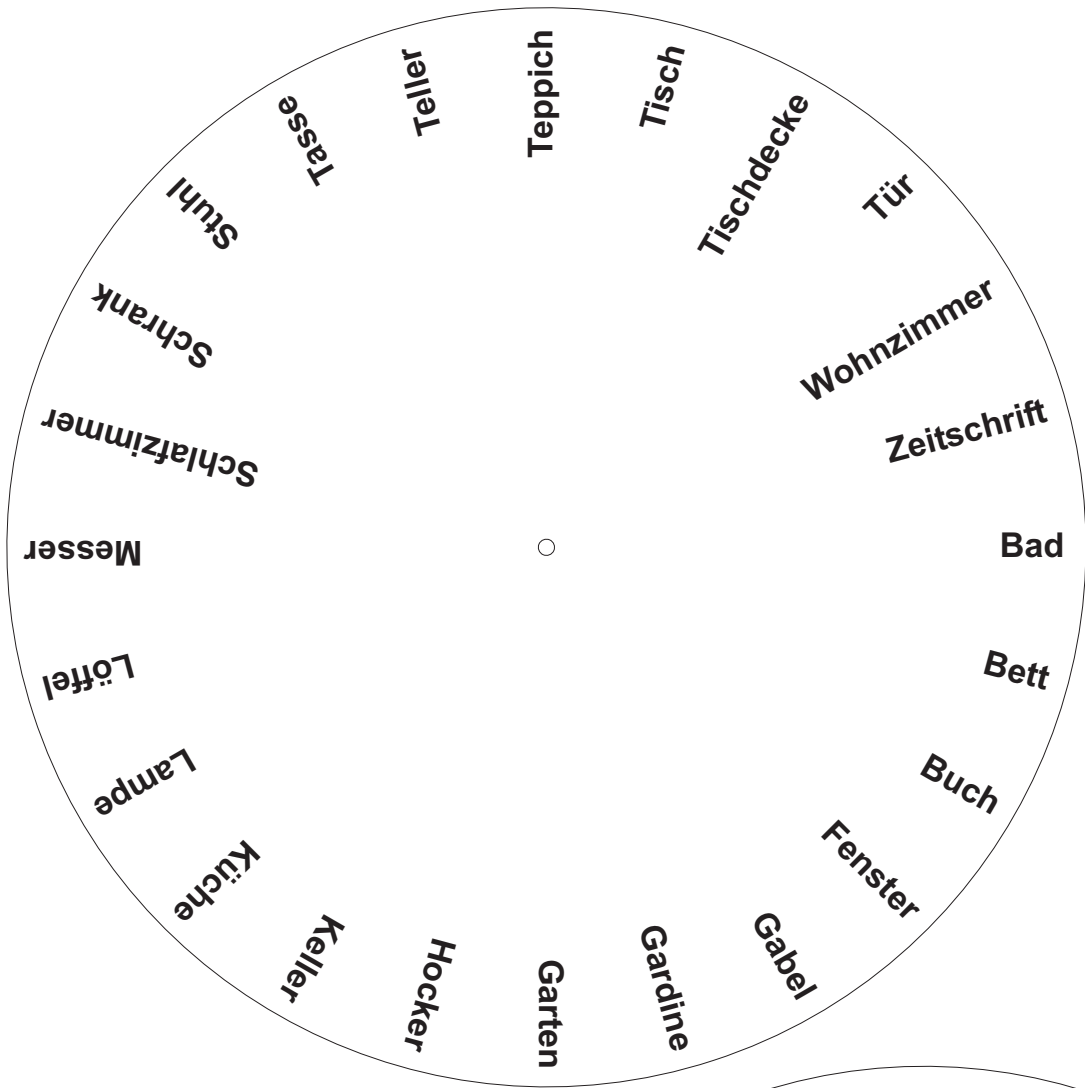 Bad
Bett
Buch
Fenster
Gabel
Gardine
Garten
Hocker
Keller
Küche
Lampe
Löffel
Messer
Schlafzimmer
Schrank
Stuhl
Tasse
Teller
Teppich
Tisch
Tischdecke
Tür
Wohnzimmer
Zeitschrift